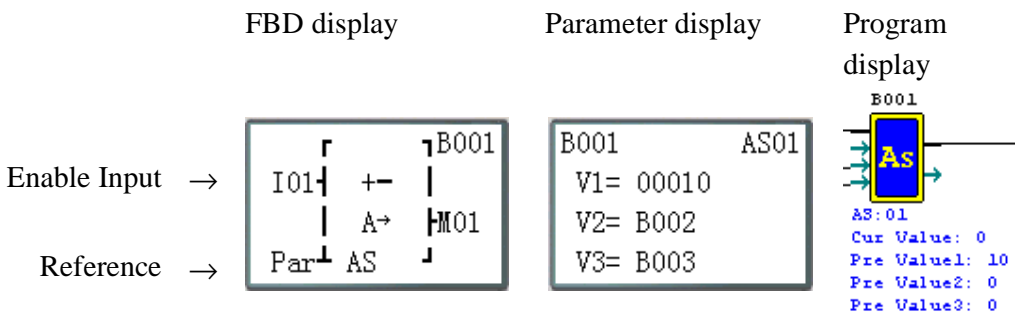 FBD display
Parameter display
Program
display
Enable Input →
Reference →
B001
I01 +−
A→ M01
Par AS
B001 AS01
V1= 00010
V2= B002
V3= B003
B001
As
AS:01
Cur Value: 0
Pre Value1: 10
Pre Value2: 0
Pre Value3: 0